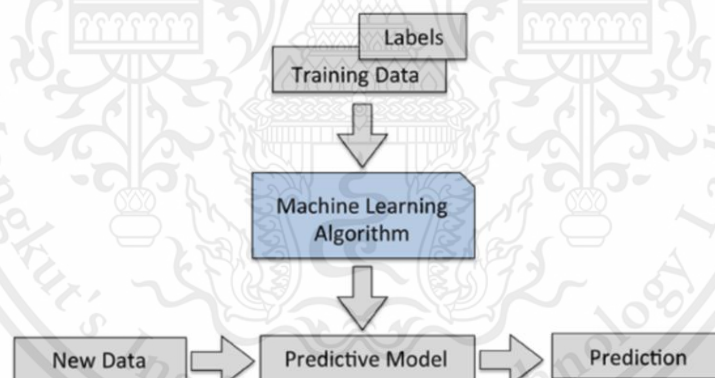 Labels
Training Data
Machine Learning
Algorithm
New Data
Predictive Model
Prediction